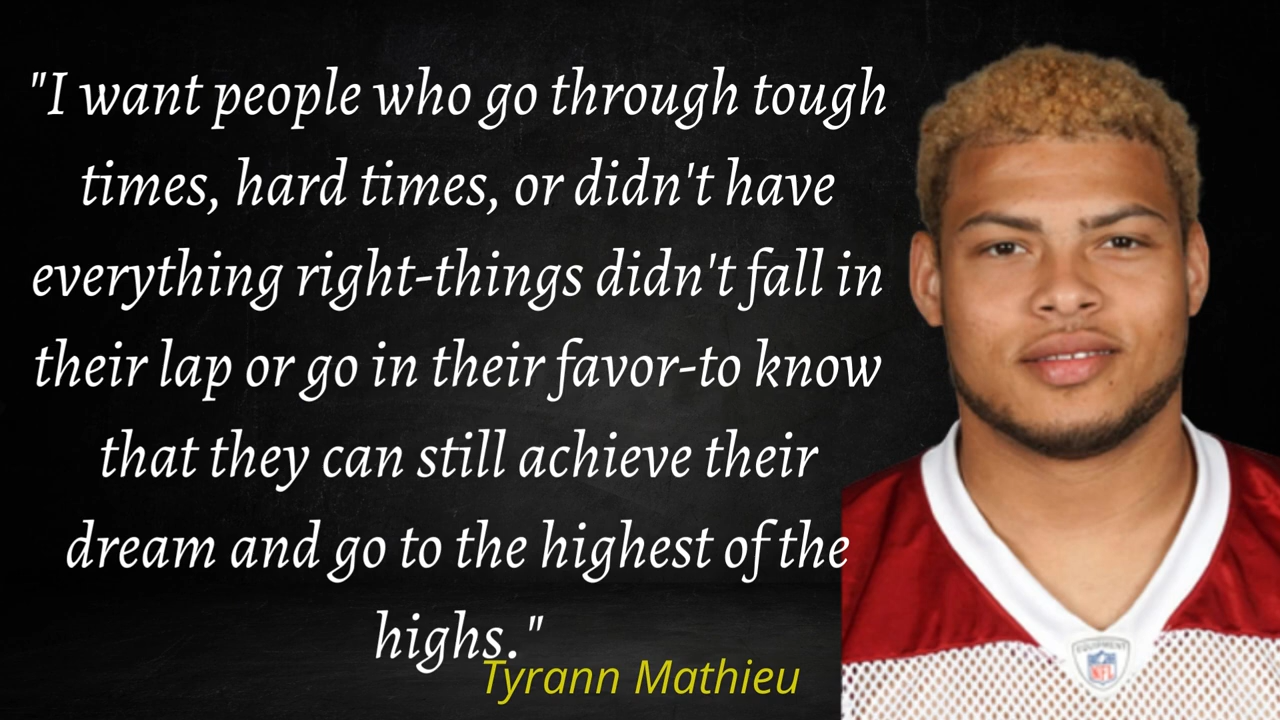 "I want people who go through tough
times, hard times, or didn't have
everything right-things didn't fall in
their lap or go in their favor-to know
that they can still achieve their
dream and go to the highest of the
highs."
Tyrann Mathieu
EQUIPMENT
NFL